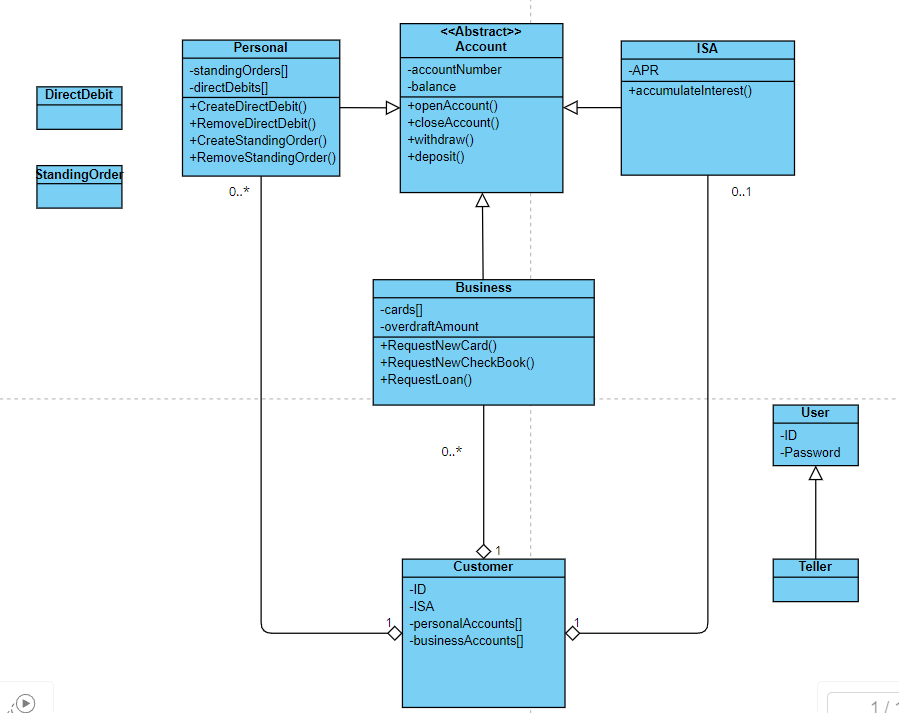 DirectDebit
StandingOrder
Personal
-standingOrders[]
-directDebits[]
+CreateDirectDebit()
+RemoveDirectDebit()
+CreateStandingOrder()
+RemoveStandingOrder()
0..*
<<Abstract>>
Account
-accountNumber
-balance
+openAccount()
+closeAccount()
+withdraw()
+deposit()
ISA
-APR
+accumulateInterest()
0..1
Business
-cards[]
-overdraftAmount
+RequestNewCard()
+RequestNewCheckBook()
+RequestLoan()
0..*
1
User
-ID
-Password
Teller
Customer
-ID
-ISA
-personalAccounts[]
-businessAccounts[]
1
1
1 /